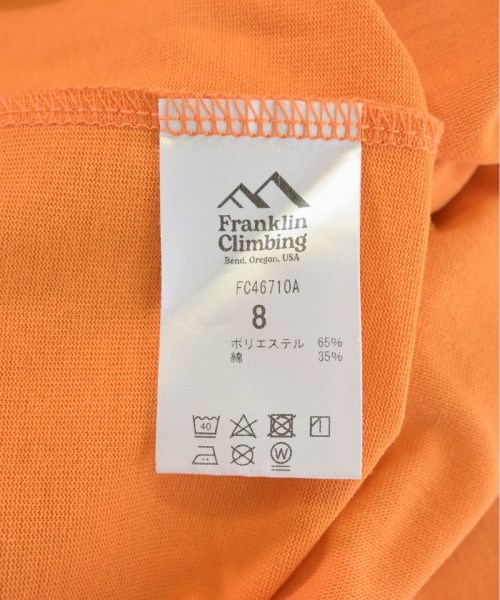 Franklin
Climbing
Bend, Oregon, USA
FC46710A
8
ポリエステル 65%
綿 35%
40
W